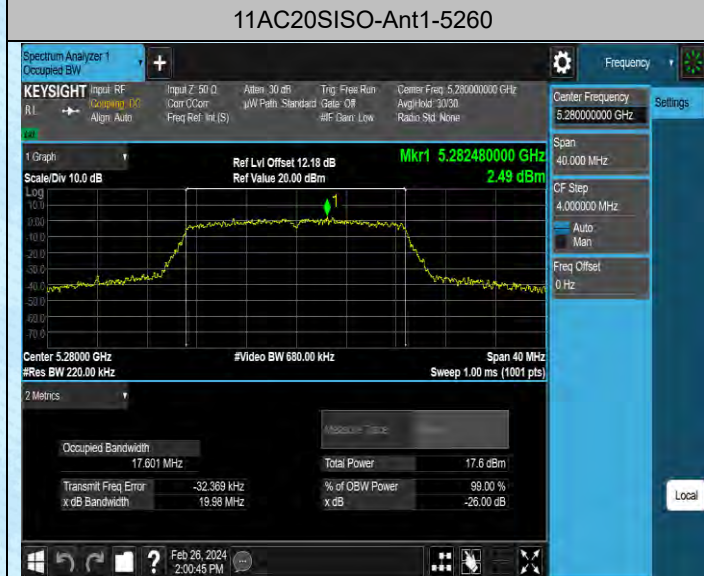 11AC20SISO-Ant1-5260
Spectrum Analyzer 1
Occupied BW
Frequency
KEYSIGHT
Input: RF
Coupling: DC
Align: Auto
Input Z: 50 Ω
Corr CCorr
Freq Ref: Int (S)
Atten: 30 dB
µW Path: Standard
Trig: Free Run
Gate: Off
#IF Gain: Low
Center Freq: 5.280000000 GHz
Avg|Hold: 30/30
Radio Std: None
Center Frequency
5.280000000 GHz
Settings
Span
40.000 MHz
CF Step
4.000000 MHz
Auto
Man
Freq Offset
0 Hz
1 Graph
Scale/Div 10.0 dB
Ref Lvl Offset 12.18 dB
Ref Value 20.00 dBm
Mkr1 5.282480000 GHz
2.49 dBm
Log
10.0
0.00
-10.0
-20.0
-30.0
-40.0
-50.0
-60.0
-70.0
1
Center 5.28000 GHz
#Res BW 220.00 kHz
#Video BW 680.00 kHz
Span 40 MHz
Sweep 1.00 ms (1001 pts)
2 Metrics
Measure Trace
Occupied Bandwidth
17.601 MHz
Total Power
17.6 dBm
Transmit Freq Error
-32.369 kHz
% of OBW Power
99.00 %
x dB Bandwidth
19.98 MHz
x dB
-26.00 dB
Local
Feb 26, 2024
2:00:45 PM